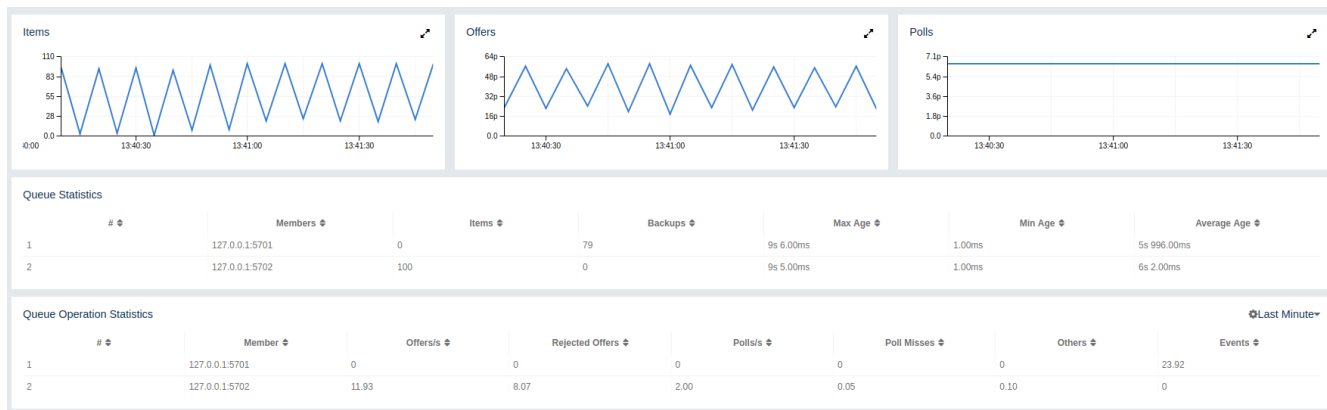 Items Offers Polls
110 64p 7.1p
83 48p 5.4p
55 32p 3.6p
28 16p 1.8p
0.0 0.0 0.0
:0:00 13:40:30 13:41:00 13:41:30 13:40:30 13:41:00 13:41:30 13:40:30 13:41:00 13:41:30
Queue Statistics
# Members Items Backups Max Age Min Age Average Age
1 127.0.0.1:5701 0 79 9s 6.00ms 1.00ms 5s 996.00ms
2 127.0.0.1:5702 100 0 9s 5.00ms 1.00ms 6s 2.00ms
Queue Operation Statistics Last Minute
# Member Offers/s Rejected Offers Polls/s Poll Misses Others Events
1 127.0.0.1:5701 0 0 0 0 0 23.92
2 127.0.0.1:5702 11.93 8.07 2.00 0.05 0.10 0